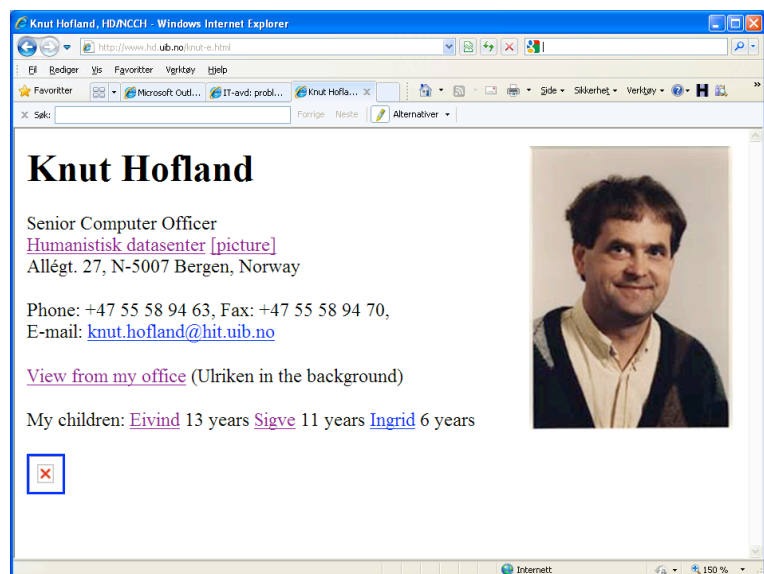 Knut Hofland, HD/NCCH - Windows Internet Explorer
http://www.hd.uib.no/knut-e.html
Fil Rediger Vis Favoritter Verktøy Hjelp
Favoritter Microsoft Outl... IT-avd: probl... Knut Hofla... Side Sikkerhet Verktøy H »
x Søk: Forrige Neste Alternativer
Knut Hofland
Senior Computer Officer
Humanistisk datasenter [picture]
Allégt. 27, N-5007 Bergen, Norway
Phone: +47 55 58 94 63, Fax: +47 55 58 94 70,
E-mail: knut.hofland@hit.uib.no
View from my office (Ulriken in the background)
My children: Eivind 13 years Sigve 11 years Ingrid 6 years
Internett 150 %